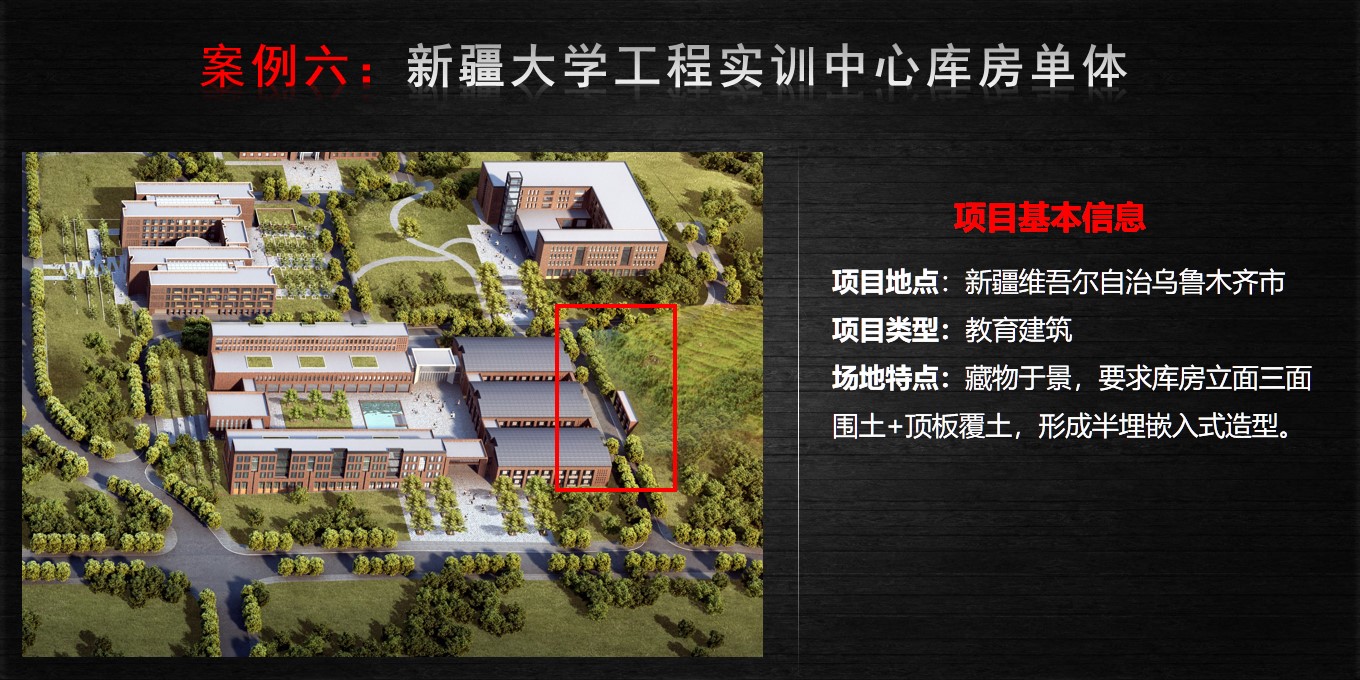 案例六：新疆大学工程实训中心库房单体
项目基本信息
项目地点：新疆维吾尔自治乌鲁木齐市
项目类型：教育建筑
场地特点：藏物于景，要求库房立面三面
围土+顶板覆土，形成半埋嵌入式造型。